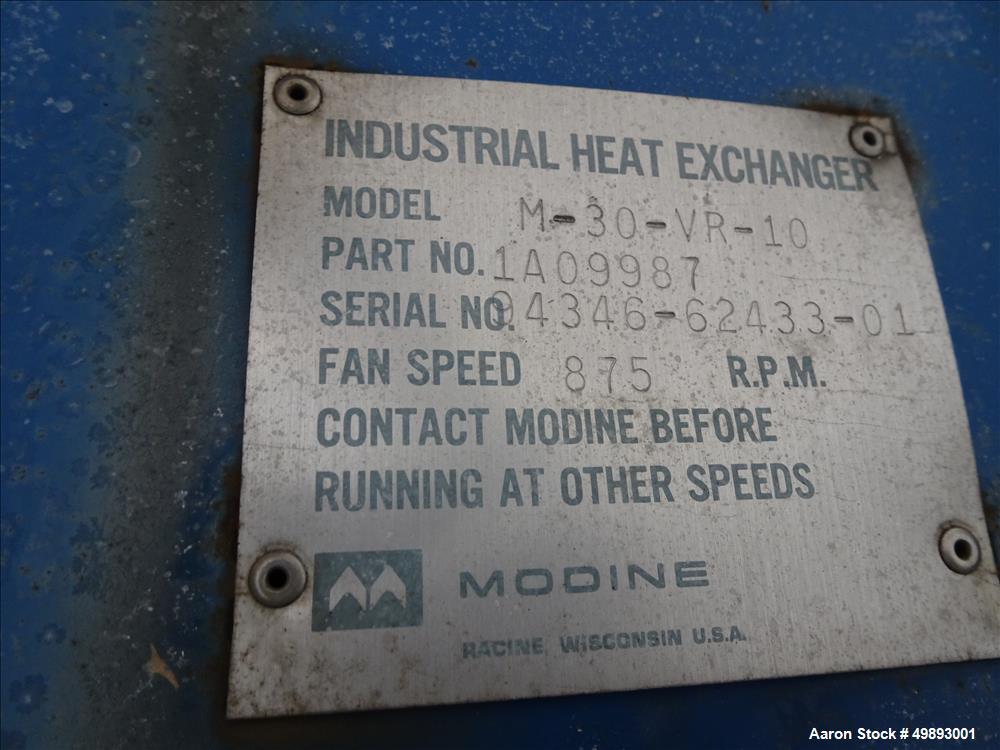 INDUSTRIAL HEAT EXCHANGER
MODEL M-30-VR-10
PART NO. 1A09987
SERIAL NO. 94346-62433-01
FAN SPEED 875 R.P.M.
CONTACT MODINE BEFORE
RUNNING AT OTHER SPEEDS
MODINE
RACINE, WISCONSIN U.S.A.
Aaron Stock # 49893001